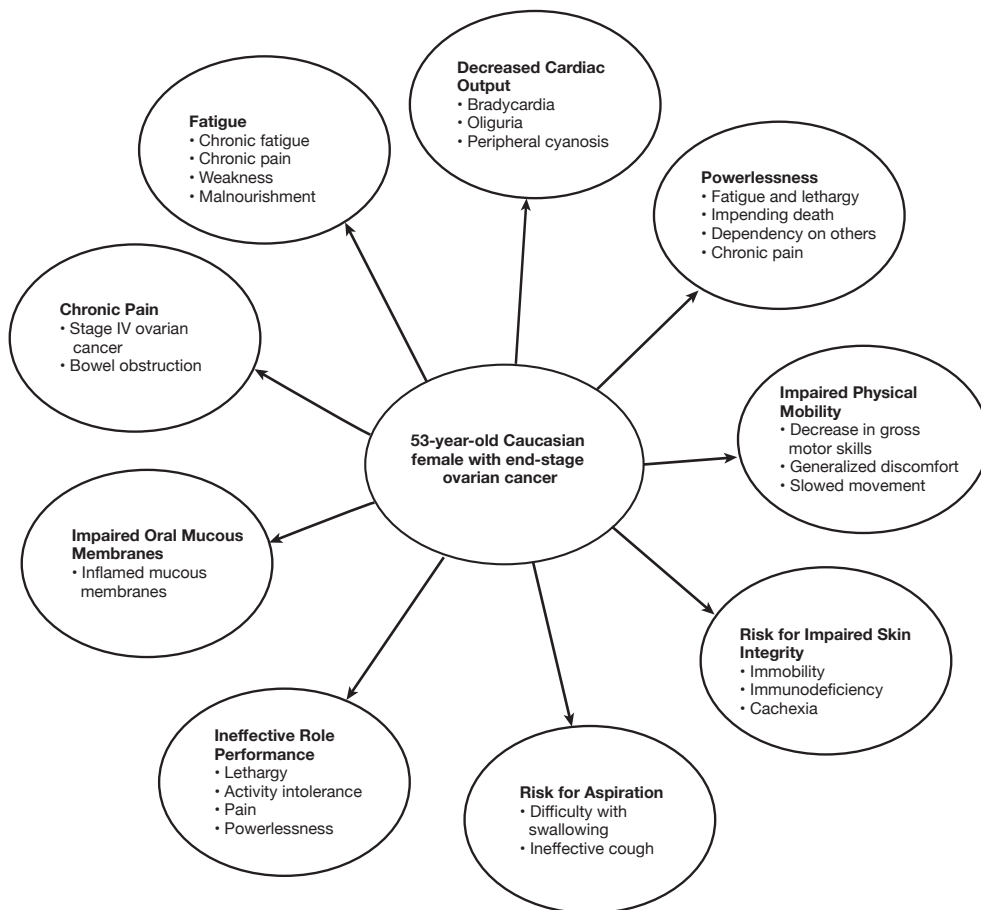 Decreased Cardiac
Output
• Bradycardia
• Oliguria
• Peripheral cyanosis
Fatigue
• Chronic fatigue
• Chronic pain
• Weakness
• Malnourishment
Powerlessness
• Fatigue and lethargy
• Impending death
• Dependency on others
• Chronic pain
Chronic Pain
• Stage IV ovarian
cancer
• Bowel obstruction
53-year-old Caucasian
female with end-stage
ovarian cancer
Impaired Physical
Mobility
• Decrease in gross
motor skills
• Generalized discomfort
• Slowed movement
Impaired Oral Mucous
Membranes
• Inflamed mucous
membranes
Risk for Impaired Skin
Integrity
• Immobility
• Immunodeficiency
• Cachexia
Ineffective Role
Performance
• Lethargy
• Activity intolerance
• Pain
• Powerlessness
Risk for Aspiration
• Difficulty with
swallowing
• Ineffective cough